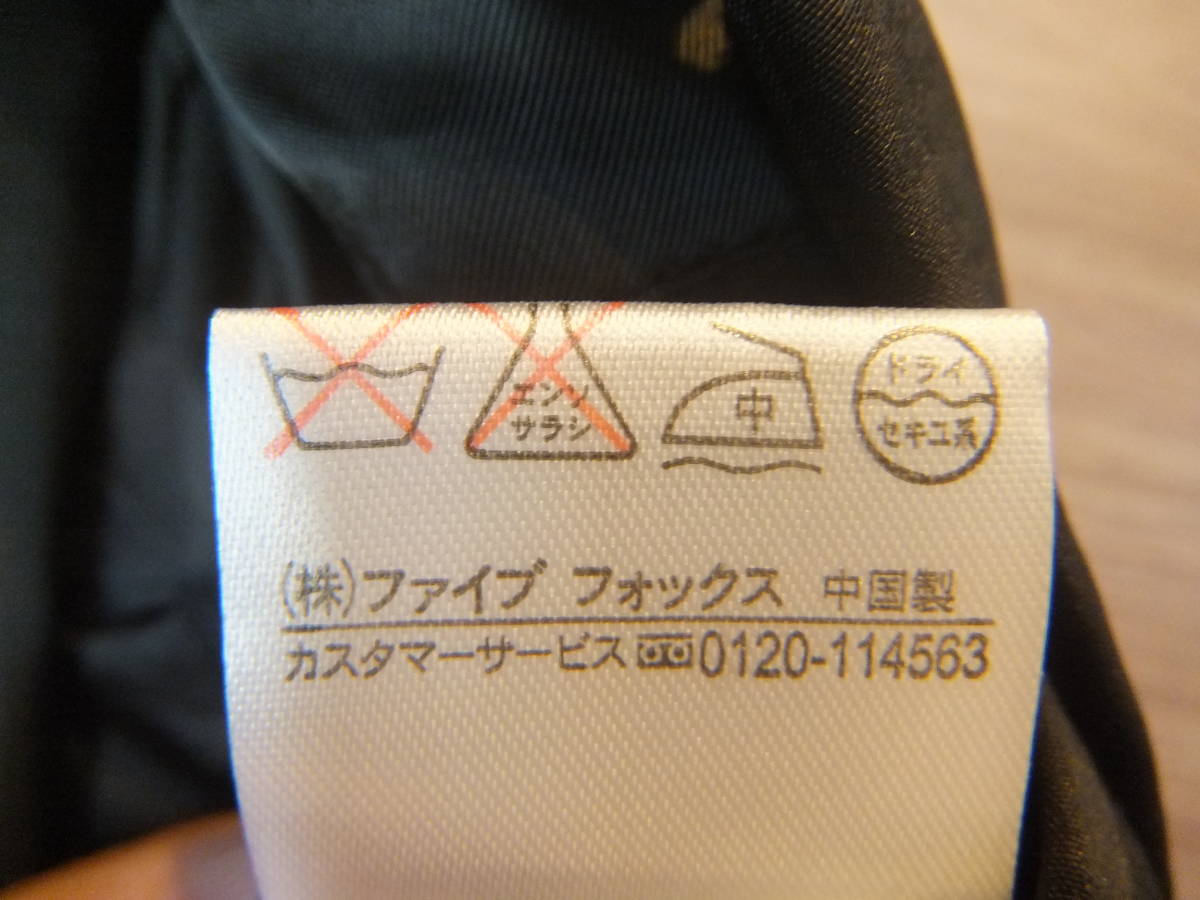 エンソ
サラシ
中
ドライ
セキユ系
(株)ファイブ フォックス 中国製
カスタマーサービス 0120-114563